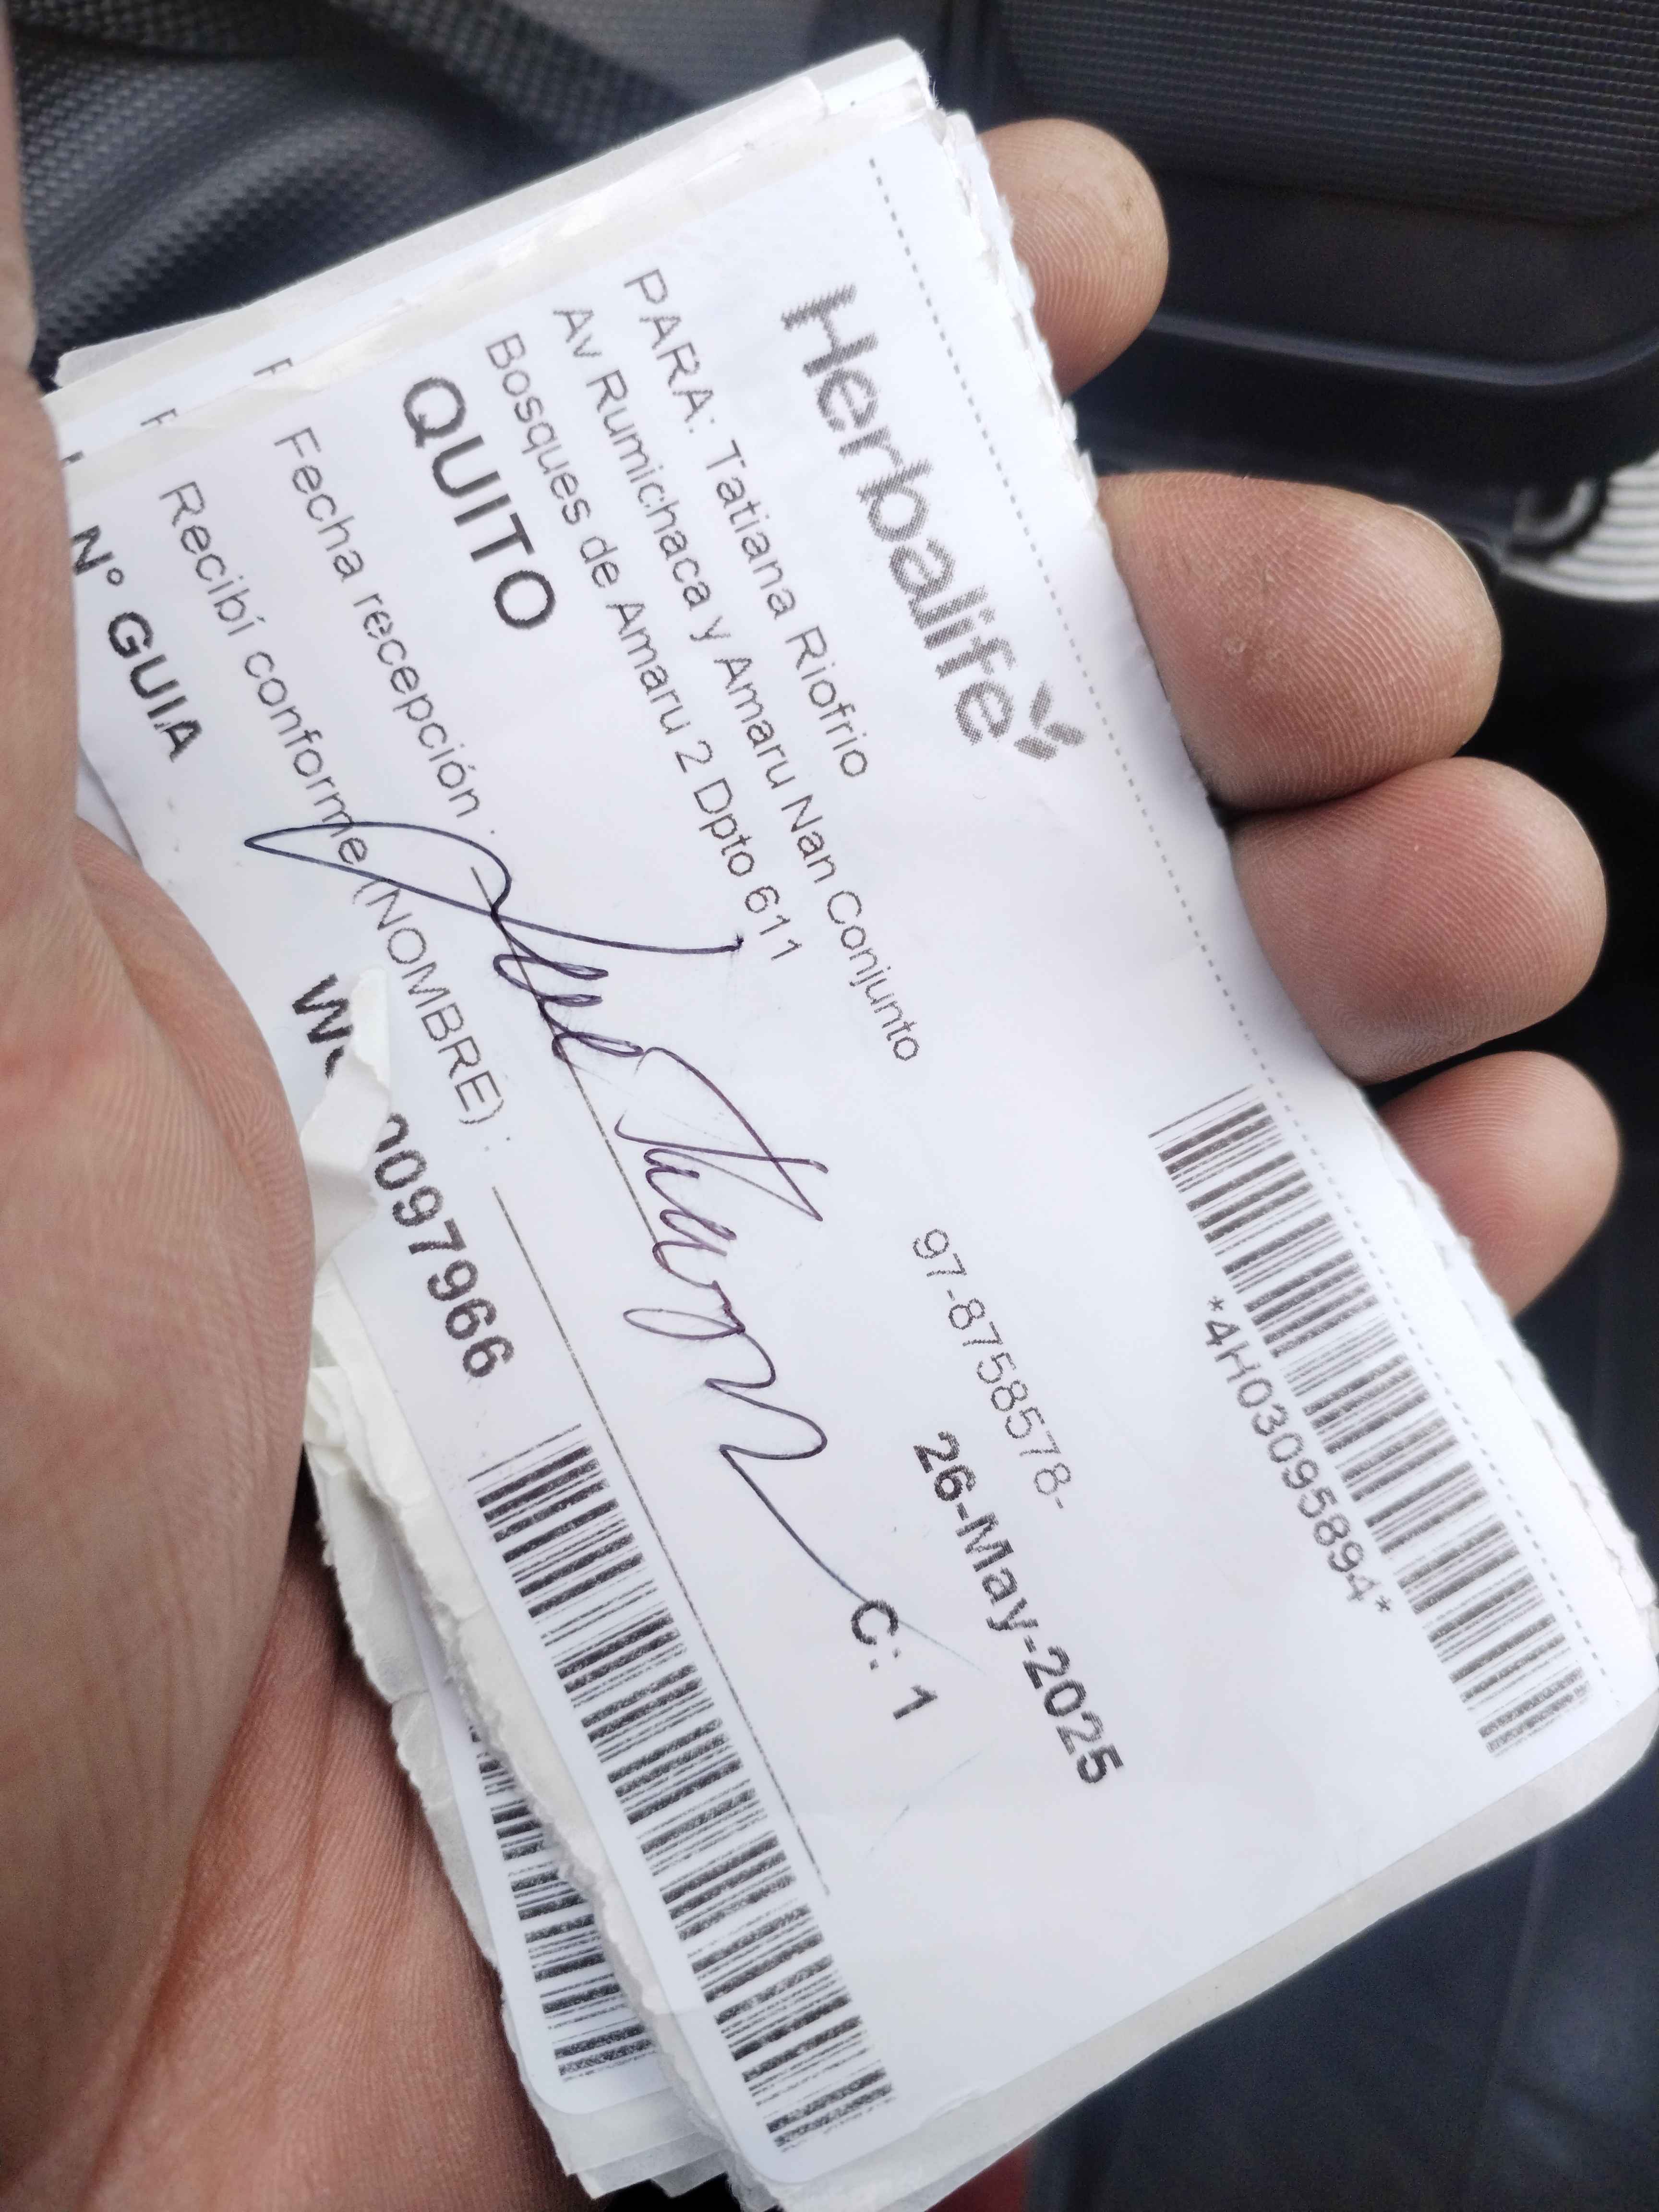 Herbalife
*4H03095894*
PARA: Tatiana Riofrio
97-8758578-
Av Rumichaca y Amaru Nan Conjunto
Bosques de Amaru 2 Dpto 611
26-May-2025
QUITO
C: 1
Fecha recepción :
Recibí conforme (NOMBRE) :
N° GUIA
0097966